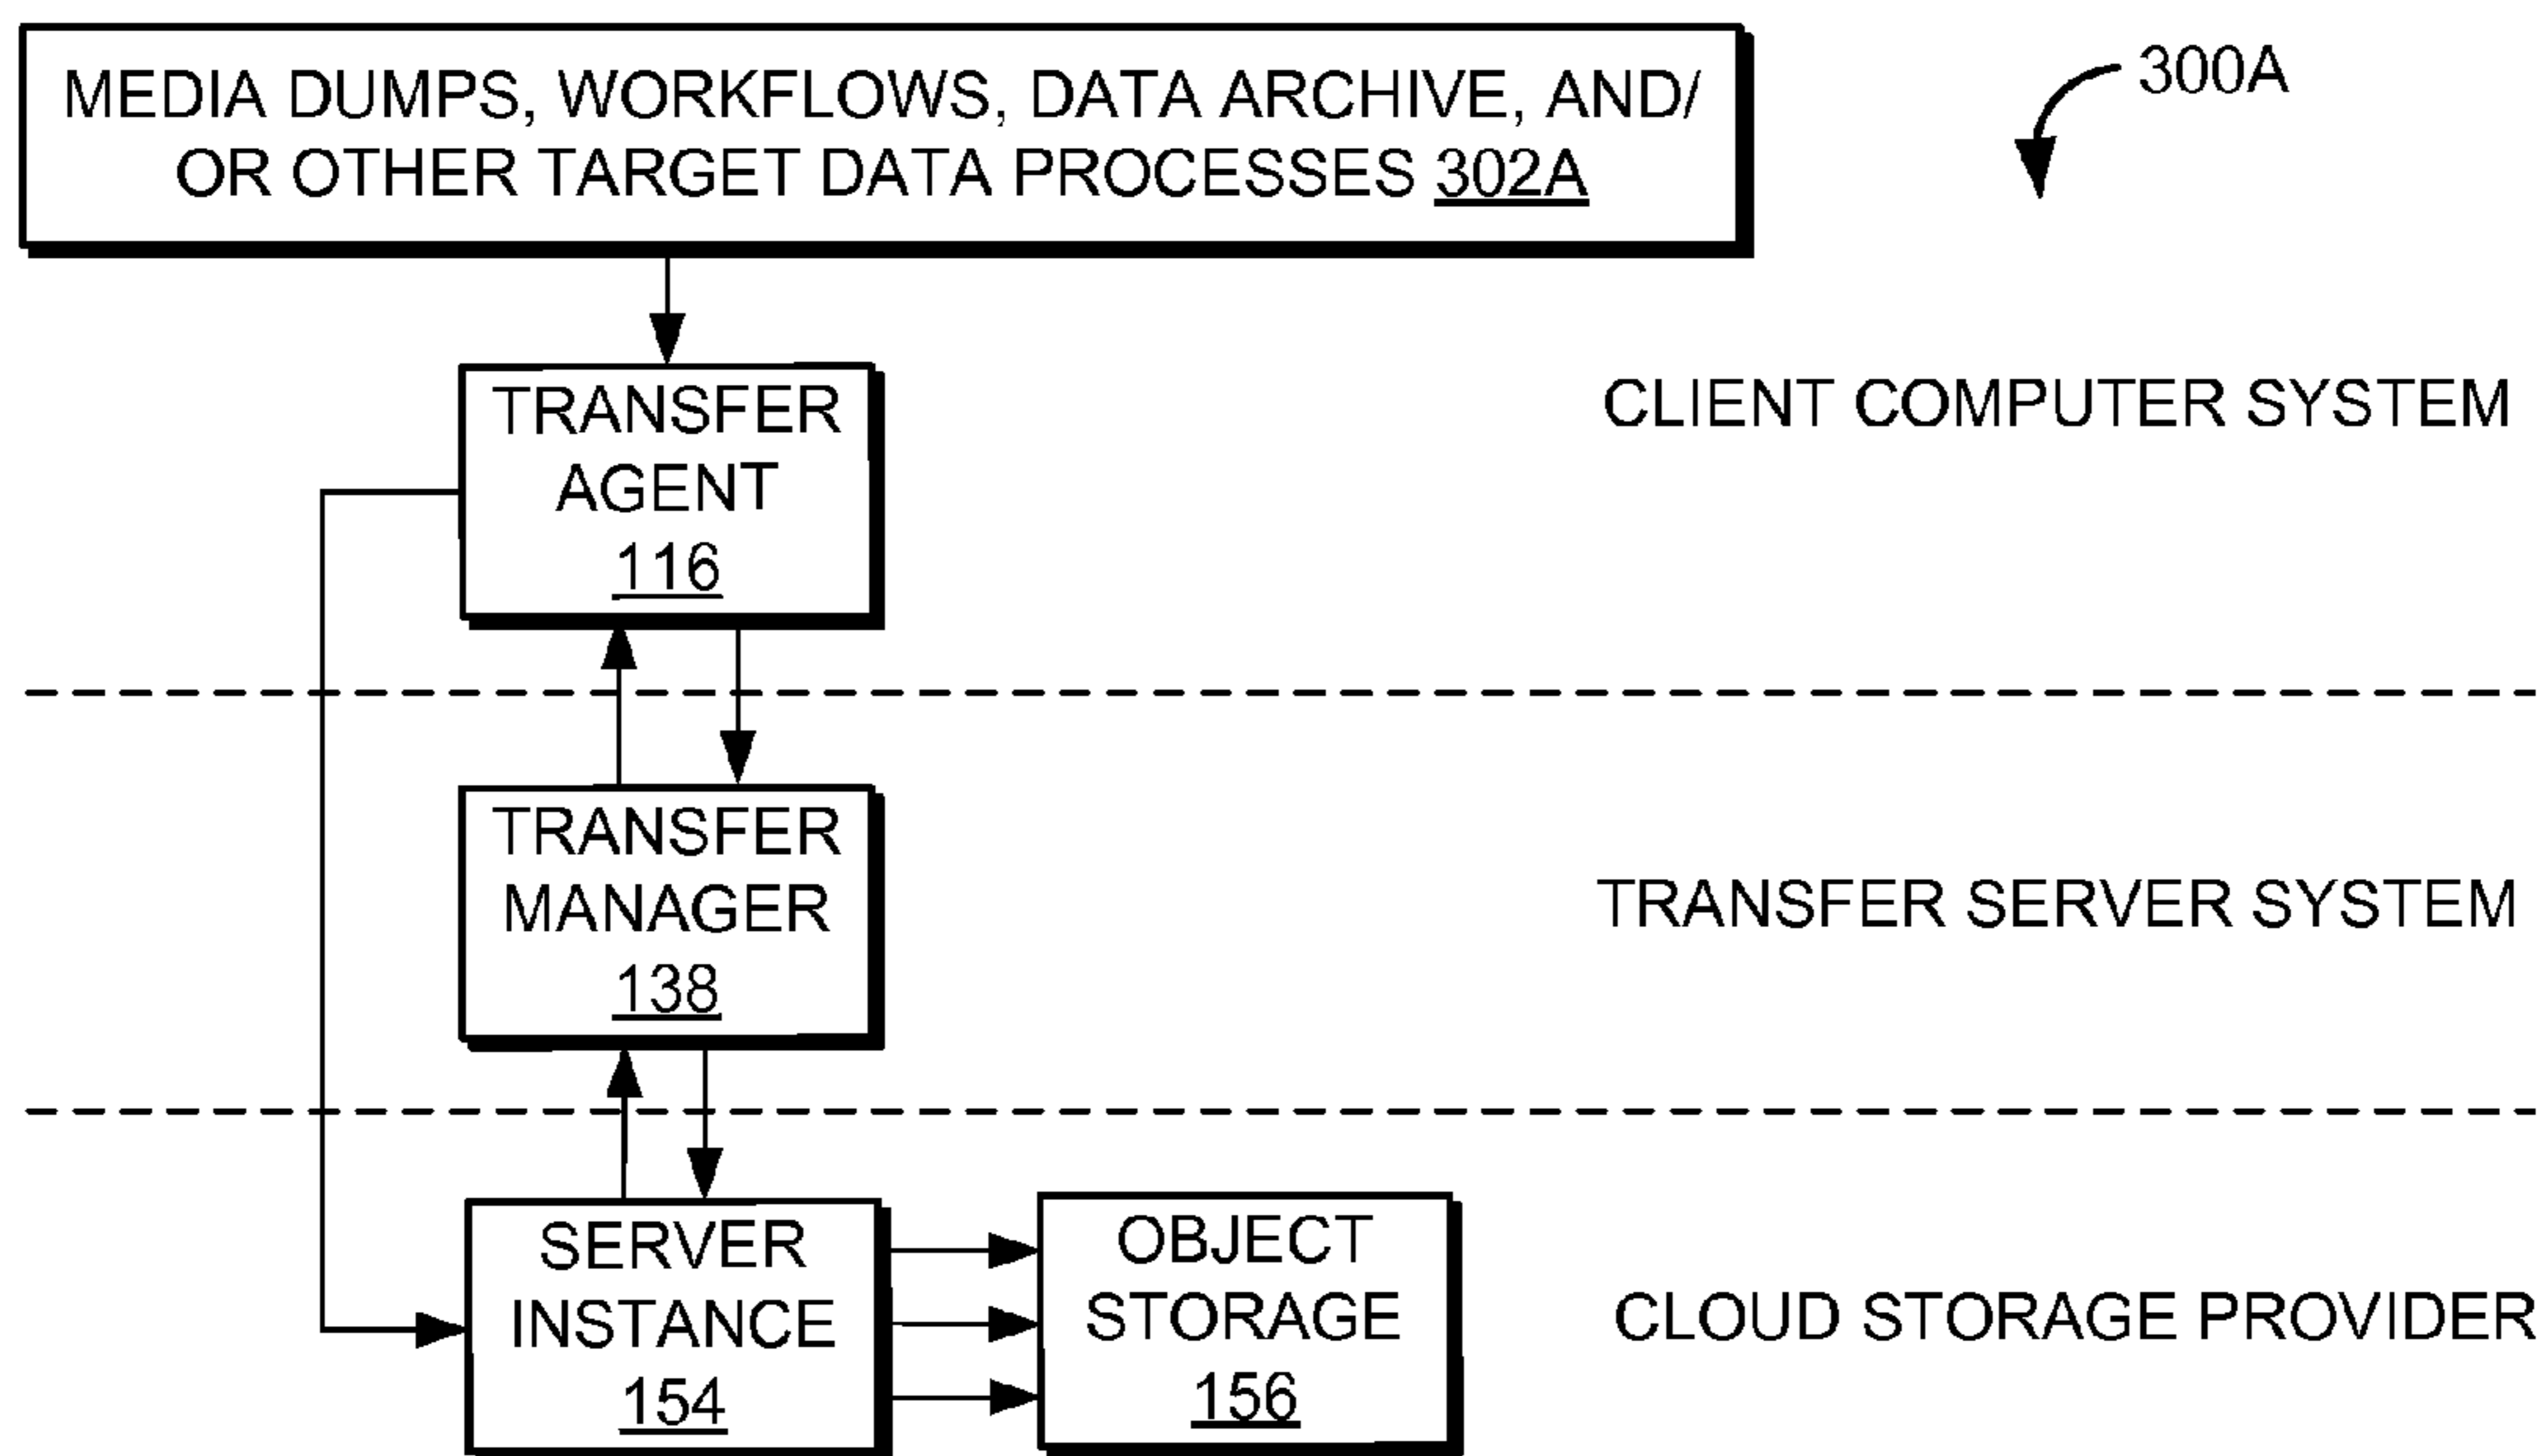 MEDIA DUMPS, WORKFLOWS, DATA ARCHIVE, AND/
OR OTHER TARGET DATA PROCESSES 302A
300A
TRANSFER
AGENT
116
CLIENT COMPUTER SYSTEM
TRANSFER
MANAGER
138
TRANSFER SERVER SYSTEM
SERVER
INSTANCE
154
OBJECT
STORAGE
156
CLOUD STORAGE PROVIDER